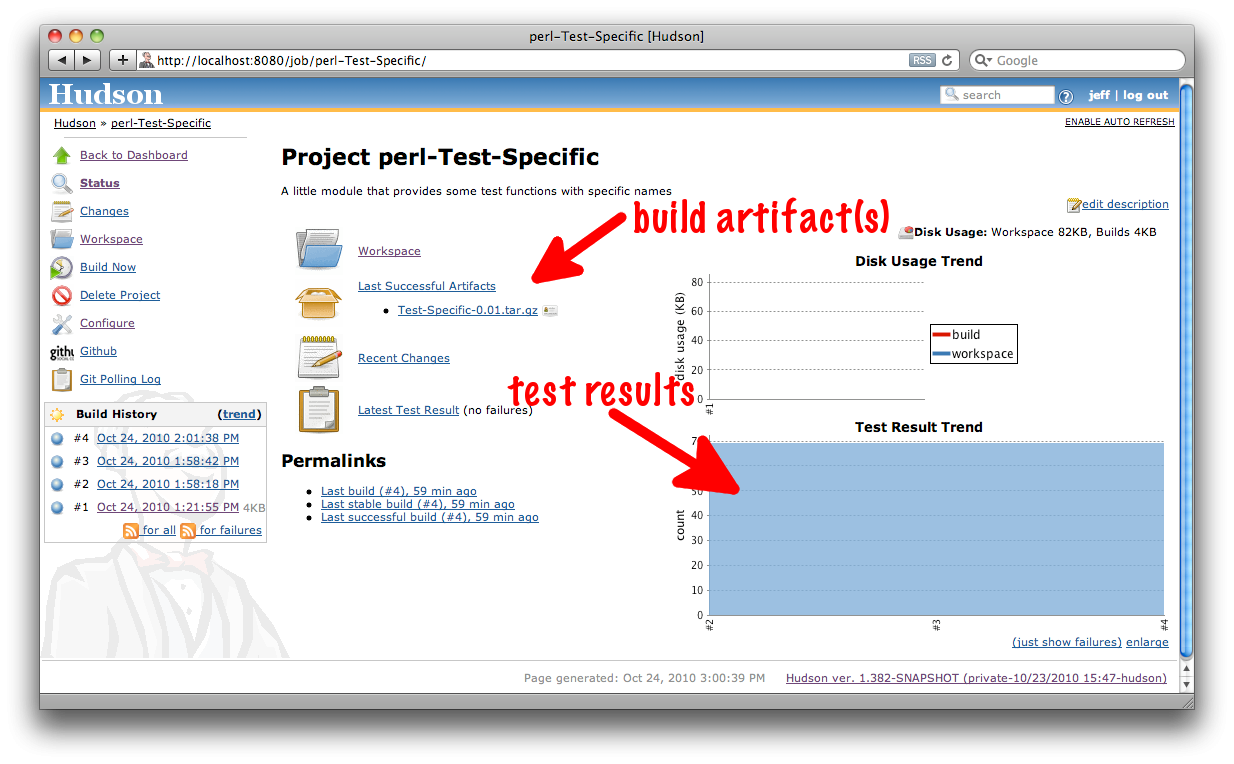 perl-Test-Specific [Hudson]
http://localhost:8080/job/perl-Test-Specific/
RSS
Google
Hudson
search
?
jeff | log out
Hudson » perl-Test-Specific
ENABLE AUTO REFRESH
Back to Dashboard
Status
Changes
Workspace
Build Now
Delete Project
Configure
Github
Git Polling Log
Build History (trend)
#4 Oct 24, 2010 2:01:38 PM
#3 Oct 24, 2010 1:58:42 PM
#2 Oct 24, 2010 1:58:18 PM
#1 Oct 24, 2010 1:21:55 PM 4KB
for all for failures
Project perl-Test-Specific
A little module that provides some test functions with specific names
build artifact(s)
edit description
Disk Usage: Workspace 82KB, Builds 4KB
Workspace
Last Successful Artifacts
Test-Specific-0.01.tar.gz
Recent Changes
test results
Latest Test Result (no failures)
Permalinks
Last build (#4), 59 min ago
Last stable build (#4), 59 min ago
Last successful build (#4), 59 min ago
Disk Usage Trend
disk usage (KB)
80
60
40
20
0
#1
build
workspace
Test Result Trend
count
50
40
30
20
10
0
#2
#3
#4
(just show failures) enlarge
Page generated: Oct 24, 2010 3:00:39 PM
Hudson ver. 1.382-SNAPSHOT (private-10/23/2010 15:47-hudson)